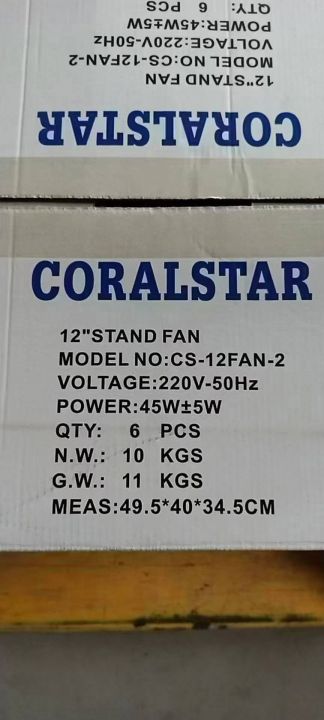 QTY: 6 PCS
POWER:45W±5W
VOLTAGE:220V-50Hz
MODEL NO:CS-12FAN-2
12"STAND FAN
CORALSTAR
CORALSTAR
12"STAND FAN
MODEL NO:CS-12FAN-2
VOLTAGE:220V-50Hz
POWER:45W±5W
QTY: 6 PCS
N.W.: 10 KGS
G.W.: 11 KGS
MEAS:49.5*40*34.5CM